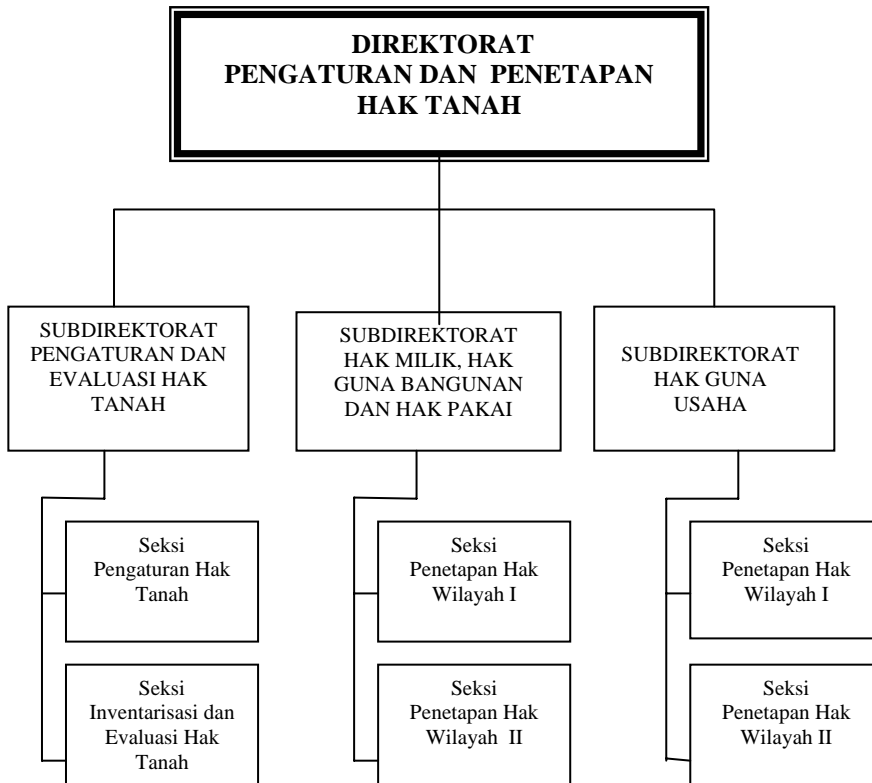 DIREKTORAT
PENGATURAN DAN PENETAPAN
HAK TANAH
SUBDIREKTORAT
PENGATURAN DAN
EVALUASI HAK
TANAH
SUBDIREKTORAT
HAK MILIK, HAK
GUNA BANGUNAN
DAN HAK PAKAI
SUBDIREKTORAT
HAK GUNA
USAHA
Seksi
Pengaturan Hak
Tanah
Seksi
Penetapan Hak
Wilayah I
Seksi
Penetapan Hak
Wilayah I
Seksi
Inventarisasi dan
Evaluasi Hak
Tanah
Seksi
Penetapan Hak
Wilayah II
Seksi
Penetapan Hak
Wilayah II